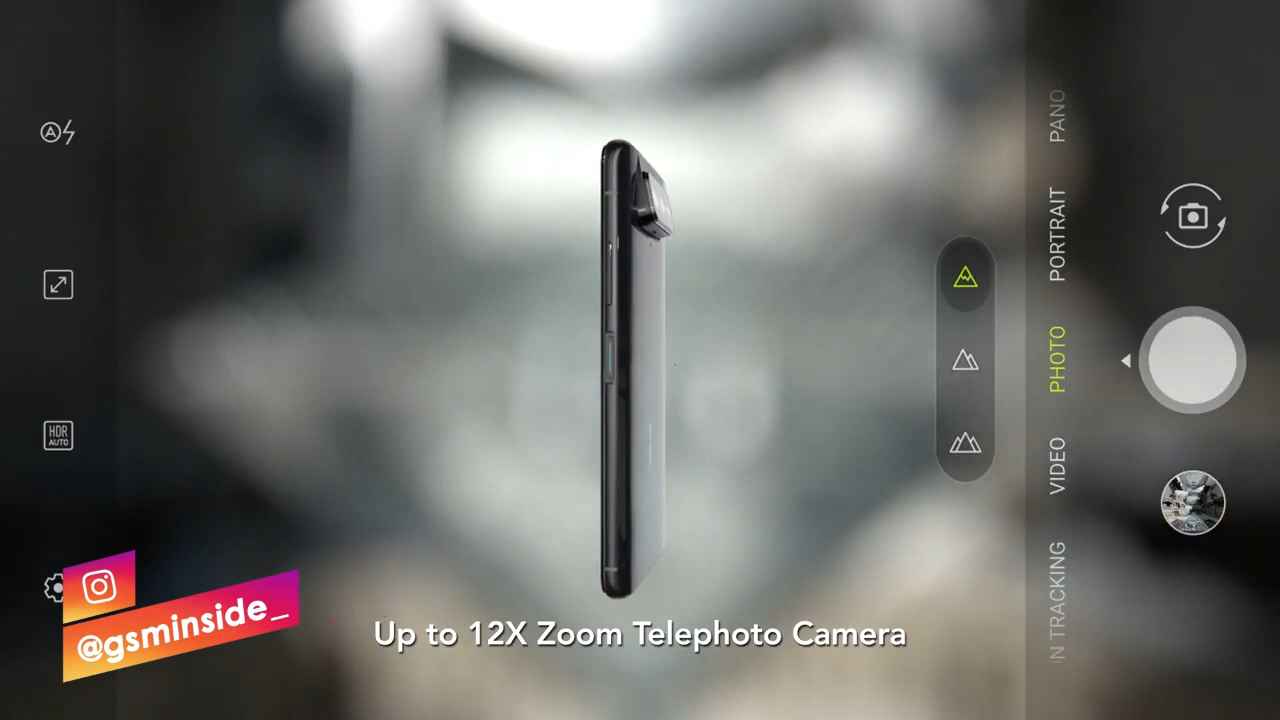 A
HDR
AUTO
PANO
PORTRAIT
PHOTO
VIDEO
N TRACKING
@gsminside_
Up to 12X Zoom Telephoto Camera